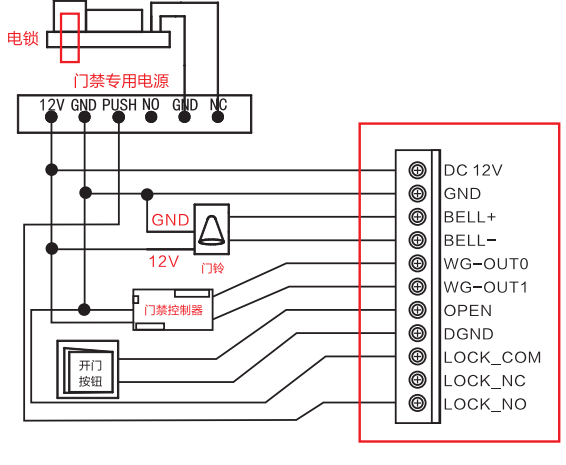 电锁
门禁专用电源
12V GND PUSH NO GND NC
DC 12V
GND
GND
BELL+
BELL-
12V
门铃
WG-OUT0
WG-OUT1
门禁控制器
OPEN
DGND
开门
按钮
LOCK_COM
LOCK_NC
LOCK_NO